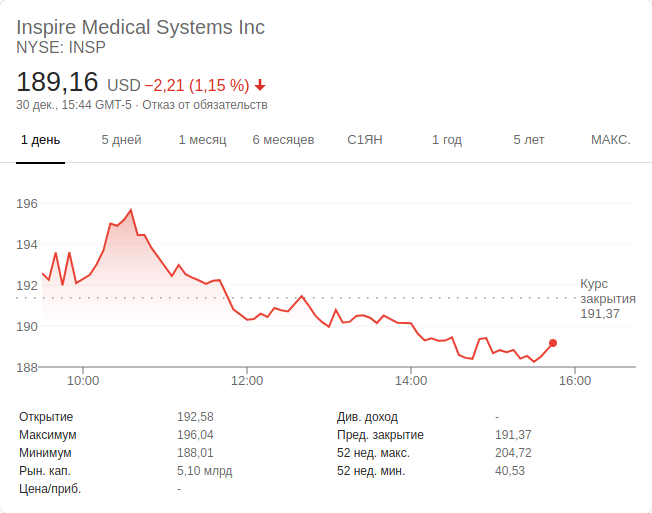 Inspire Medical Systems Inc
NYSE: INSP
189,16 USD −2,21 (1,15 %)
30 дек., 15:44 GMT-5 · Отказ от обязательств
1 день 5 дней 1 месяц 6 месяцев С1ЯН 1 год 5 лет МАКС.
196
194
192
Курс
закрытия
191,37
190
188
10:00 12:00 14:00 16:00
Открытие 192,58 Див. доход -
Максимум 196,04 Пред. закрытие 191,37
Минимум 188,01 52 нед. макс. 204,72
Рын. кап. 5,10 млрд 52 нед. мин. 40,53
Цена/приб. -